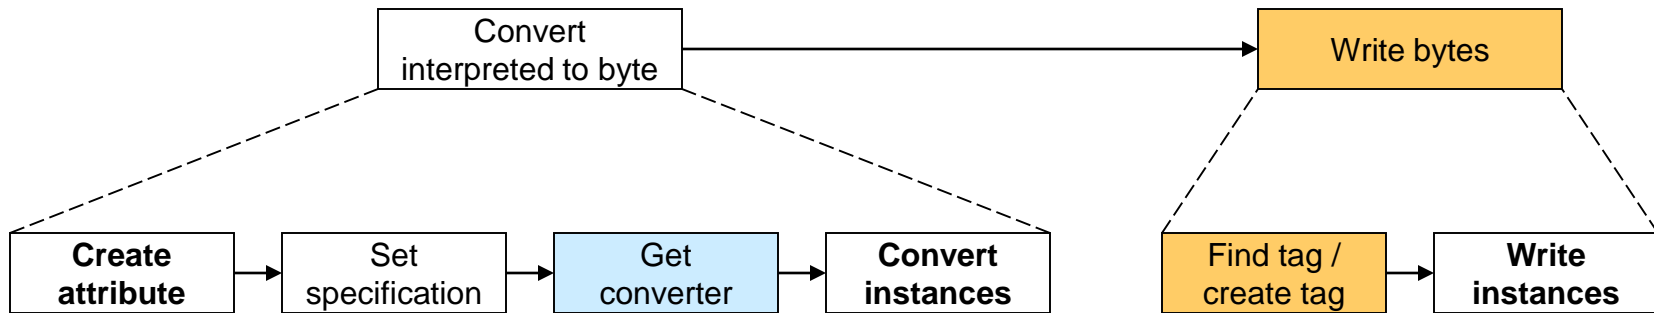 Convert
interpreted to byte
Write bytes
Create
attribute
Set
specification
Get
converter
Convert
instances
Find tag /
create tag
Write
instances